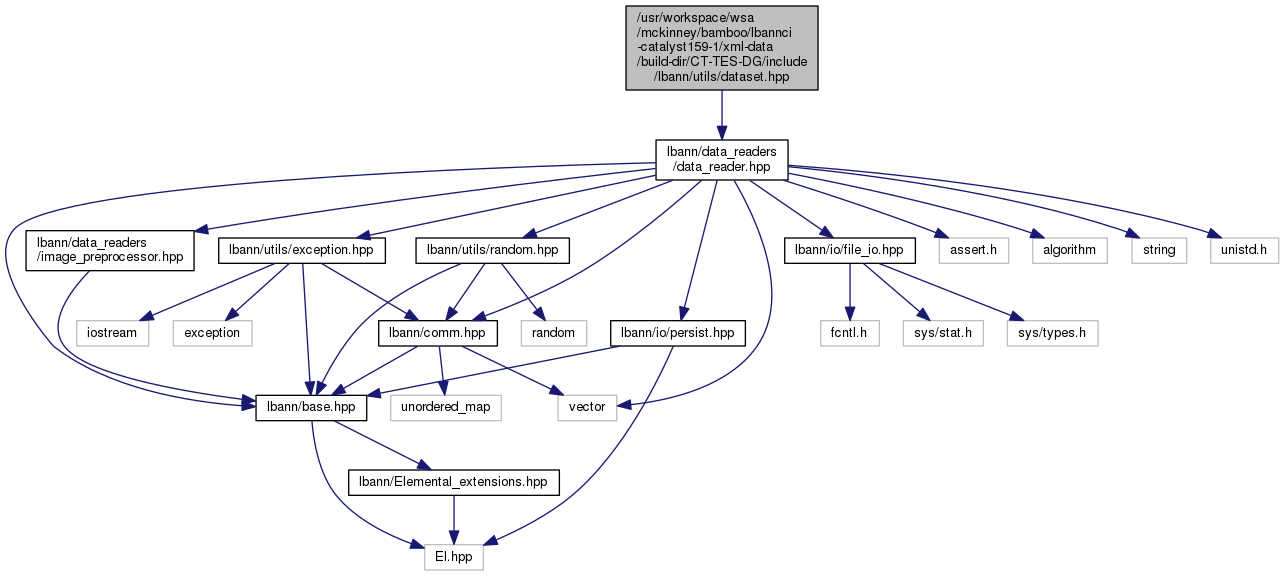 /usr/workspace/wsa
/mckinney/bamboo/lbannci
-catalyst159-1/xml-data
/build-dir/CT-TES-DG/include
/lbann/utils/dataset.hpp
lbann/data_readers
/data_reader.hpp
lbann/data_readers
/image_preprocessor.hpp
lbann/utils/exception.hpp
lbann/utils/random.hpp
lbann/io/file_io.hpp
assert.h
algorithm
string
unistd.h
iostream
exception
lbann/comm.hpp
random
lbann/io/persist.hpp
fcntl.h
sys/stat.h
sys/types.h
lbann/base.hpp
unordered_map
vector
lbann/Elemental_extensions.hpp
El.hpp